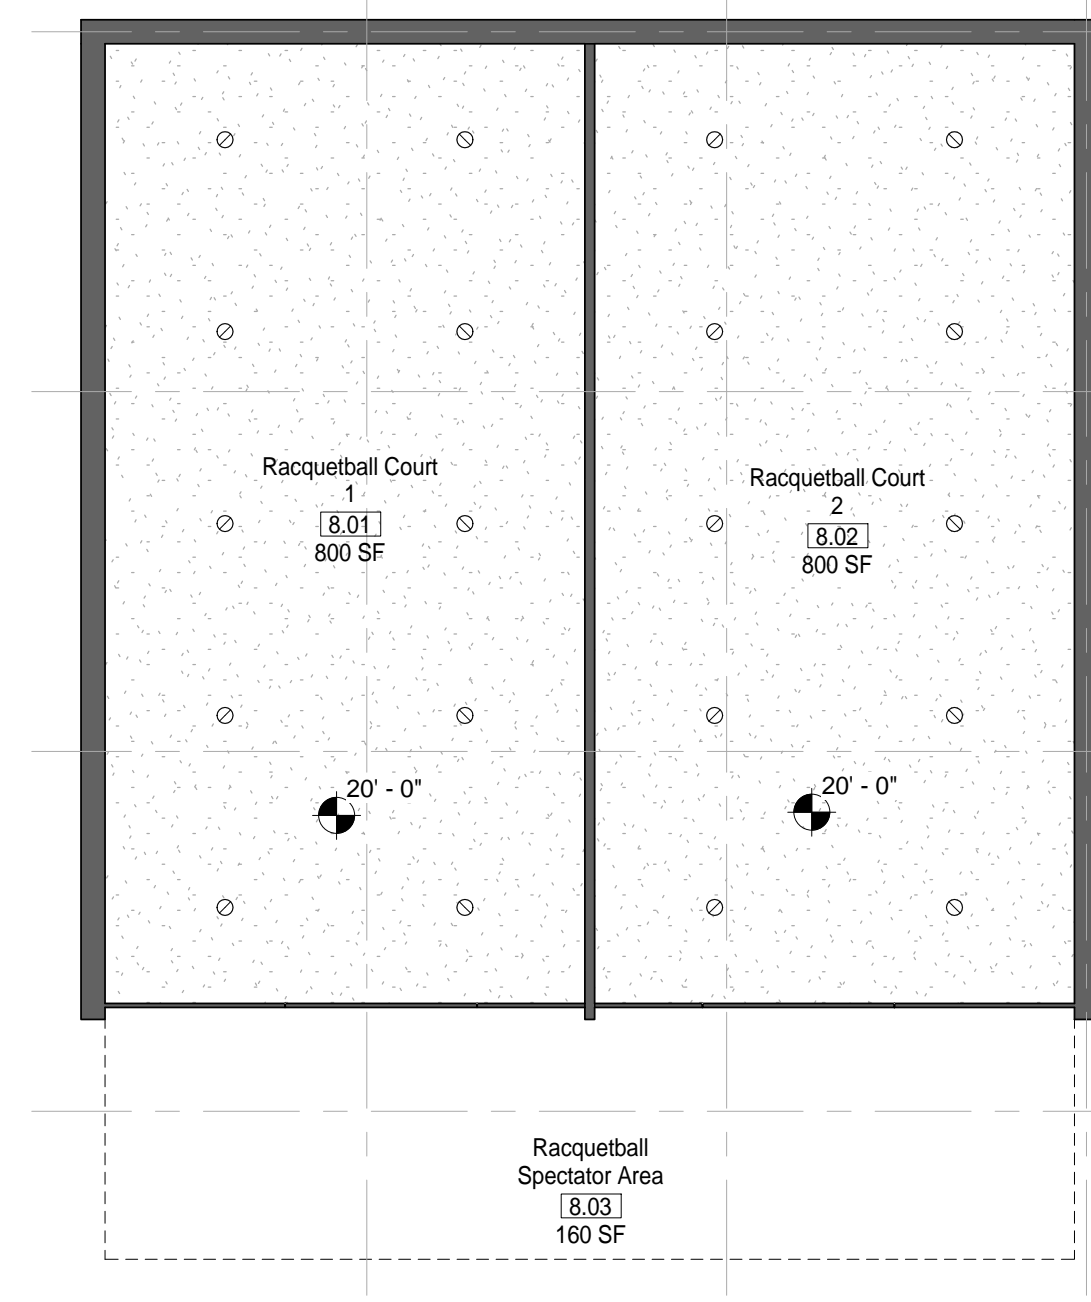 Racquetball Court
1
8.01
800 SF
Racquetball Court
2
8.02
800 SF
20' - 0"
20' - 0"
Racquetball
Spectator Area
8.03
160 SF